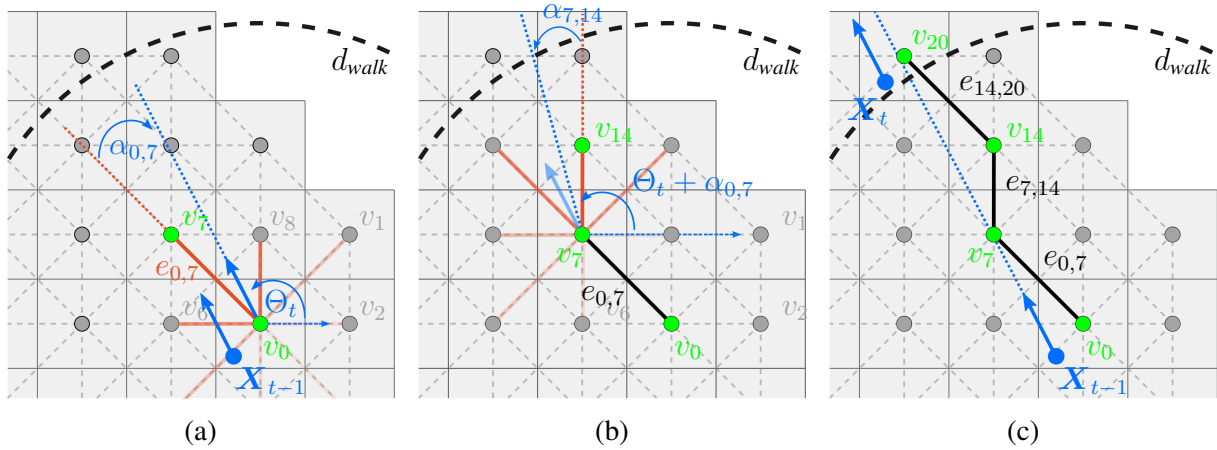 d_walk
α_{0,7}
v_7
v_8
v_1
e_{0,7}
Θ_t
v_6
v_2
v_0
X_{t−1}
(a)
α_{7,14}
d_walk
v_14
Θ_t + α_{0,7}
v_1
v_7
e_{0,7}
v_6
v_2
v_0
(b)
v_20
d_walk
e_{14,20}
X_t
v_14
e_{7,14}
v_7
e_{0,7}
v_0
X_{t−1}
(c)